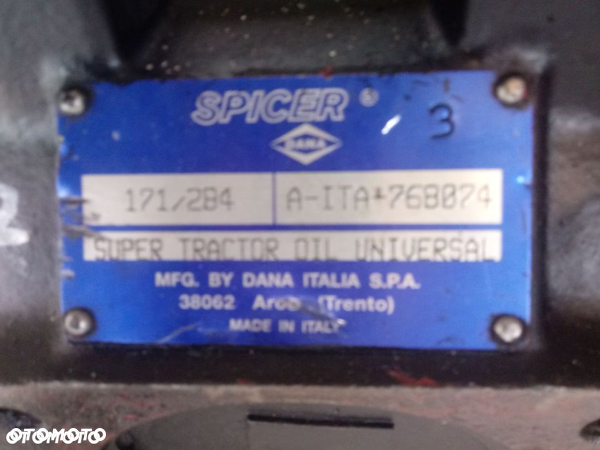 SPICER ®
3
DANA
171/284 A-ITA*768074
SUPER TRACTOR OIL UNIVERSAL
MFG. BY DANA ITALIA S.P.A.
38062 Arco (Trento)
MADE IN ITALY
2
OTOMOTO